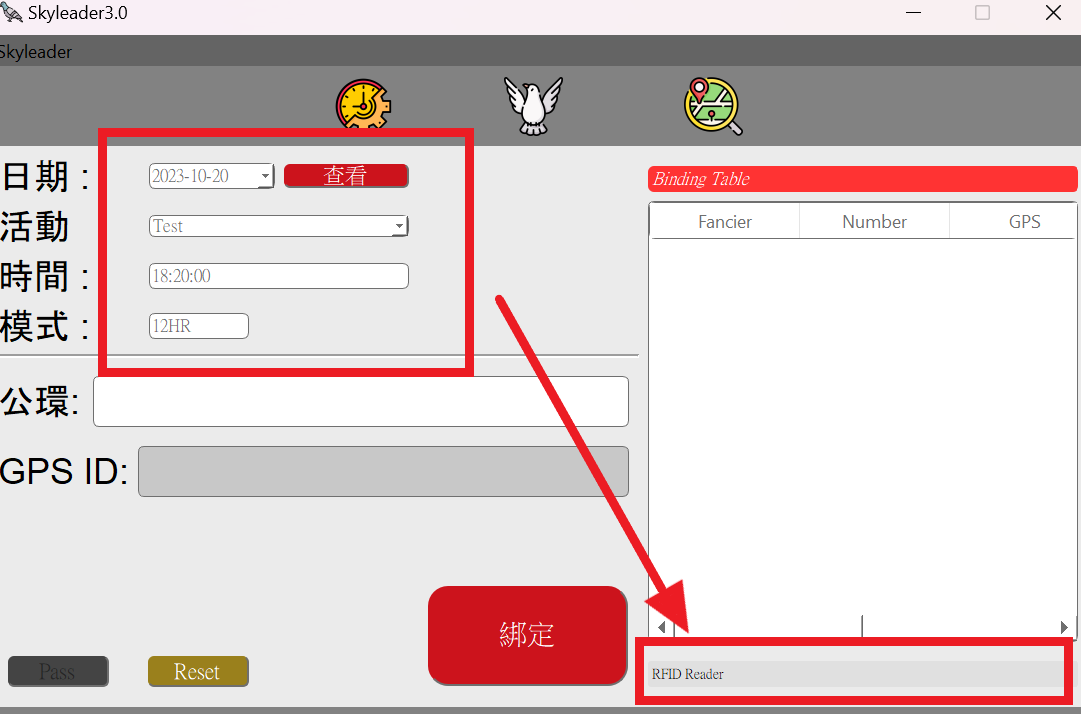 Skyleader3.0
Skyleader
日期 :
2023-10-20
查看
活動
Test
時間 :
18:20:00
模式 :
12HR
公環:
GPS ID:
綁定
Pass
Reset
Binding Table
Fancier Number GPS
RFID Reader